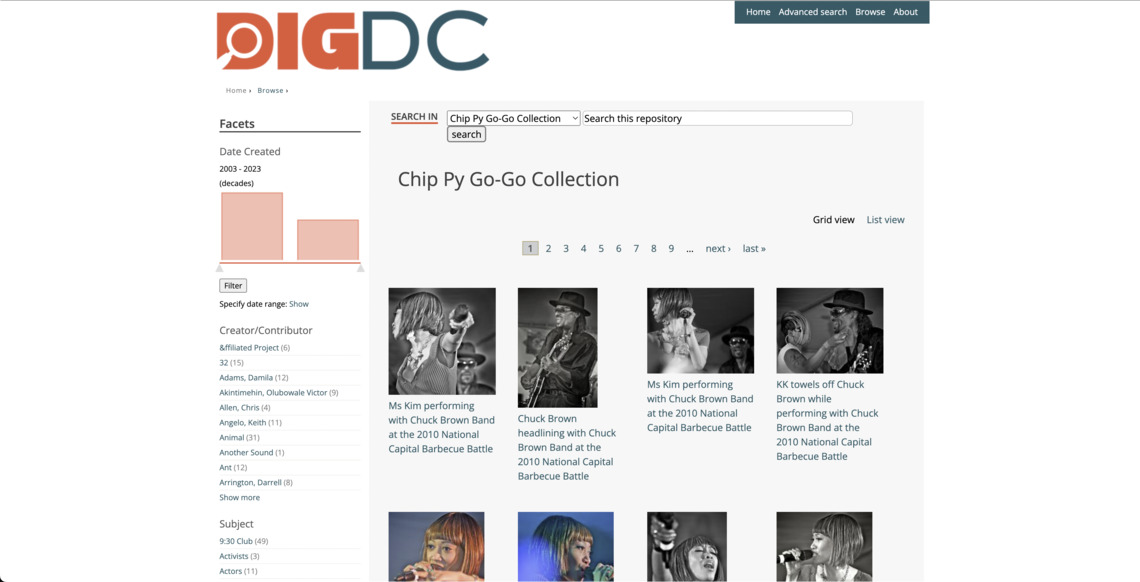 DIGDC
Home
Advanced search
Browse
About
Home ›
Browse ›
Facets
Date Created
2003 - 2023
(decades)
Filter
Specify date range: Show
Creator/Contributor
&ffiliated Project (6)
32 (15)
Adams, Damila (12)
Akintimehin, Olubowale Victor (9)
Allen, Chris (4)
Angelo, Keith (11)
Animal (31)
Another Sound (1)
Ant (12)
Arrington, Darrell (8)
Show more
Subject
9:30 Club (49)
Activists (3)
Actors (11)
SEARCH IN
Chip Py Go-Go Collection
Search this repository
search
Chip Py Go-Go Collection
Grid view
List view
1 2 3 4 5 6 7 8 9 ... next › last »
Ms Kim performing
with Chuck Brown Band
at the 2010 National
Capital Barbecue Battle
Chuck Brown
headlining with Chuck
Brown Band at the
2010 National Capital
Barbecue Battle
Ms Kim performing
with Chuck Brown Band
at the 2010 National
Capital Barbecue Battle
KK towels off Chuck
Brown while
performing with Chuck
Brown Band at the
2010 National Capital
Barbecue Battle